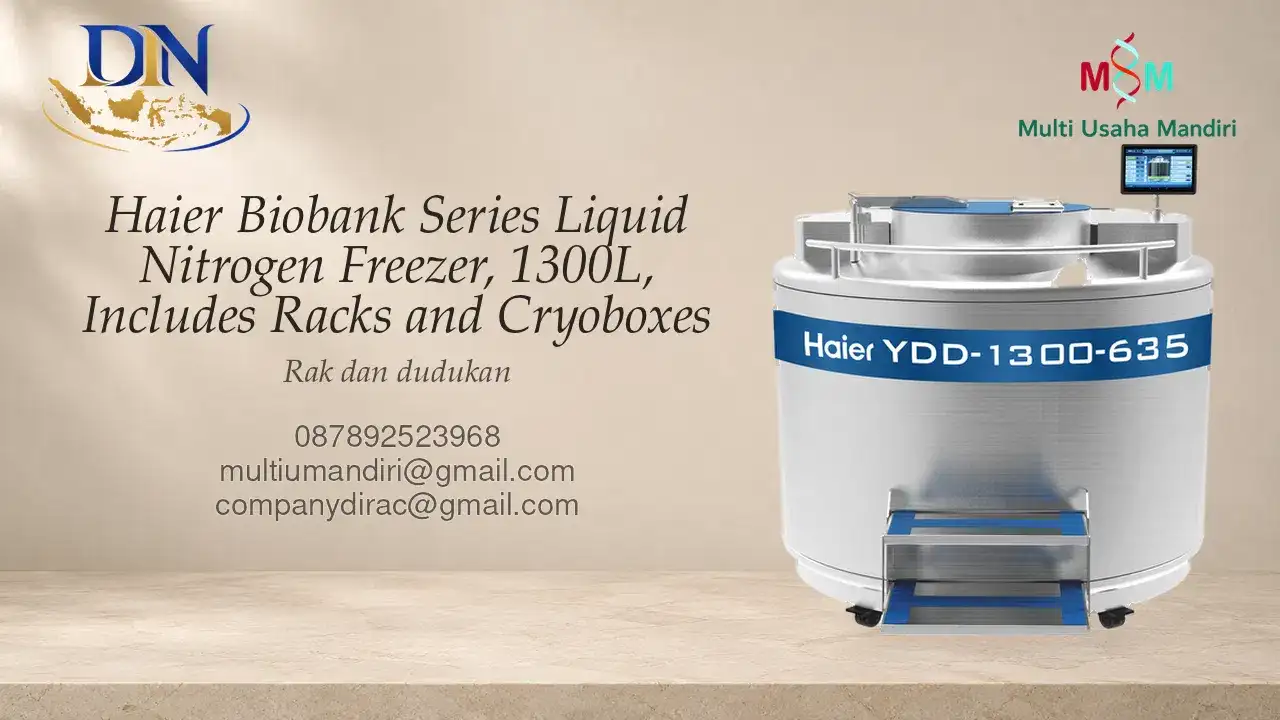 DN
MSM
Multi Usaha Mandiri
Haier Biobank Series Liquid
Nitrogen Freezer, 1300L,
Includes Racks and Cryoboxes
Rak dan dudukan
087892523968
multiumandiri@gmail.com
companydirac@gmail.com
Haier YDD-1300-635